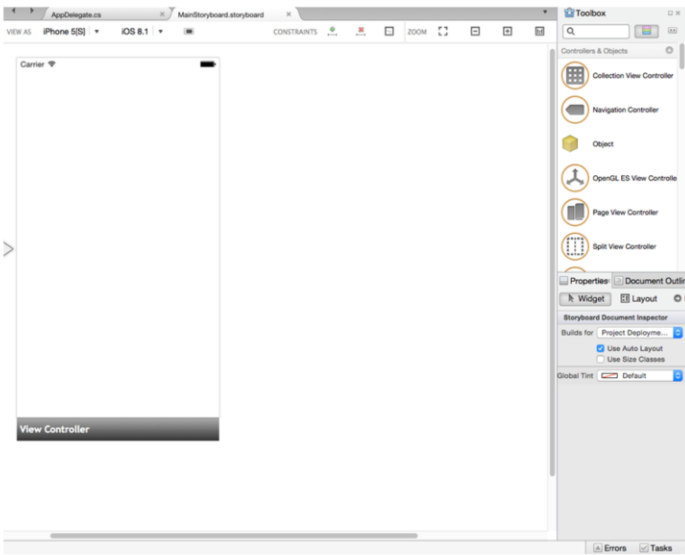 AppDelegate.cs
MainStoryboard.storyboard
Toolbox
VIEW AS iPhone 5[S] iOS 8.1 CONSTRAINTS ZOOM
Controllers & Objects
Carrier
Collection View Controller
Navigation Controller
Object
OpenGL ES View Controlle
Page View Controller
Split View Controller
Properties Document Outlin
Widget Layout
Storyboard Document Inspector
Builds for Project Deployme...
Use Auto Layout
Use Size Classes
Global Tint Default
View Controller
Errors Tasks